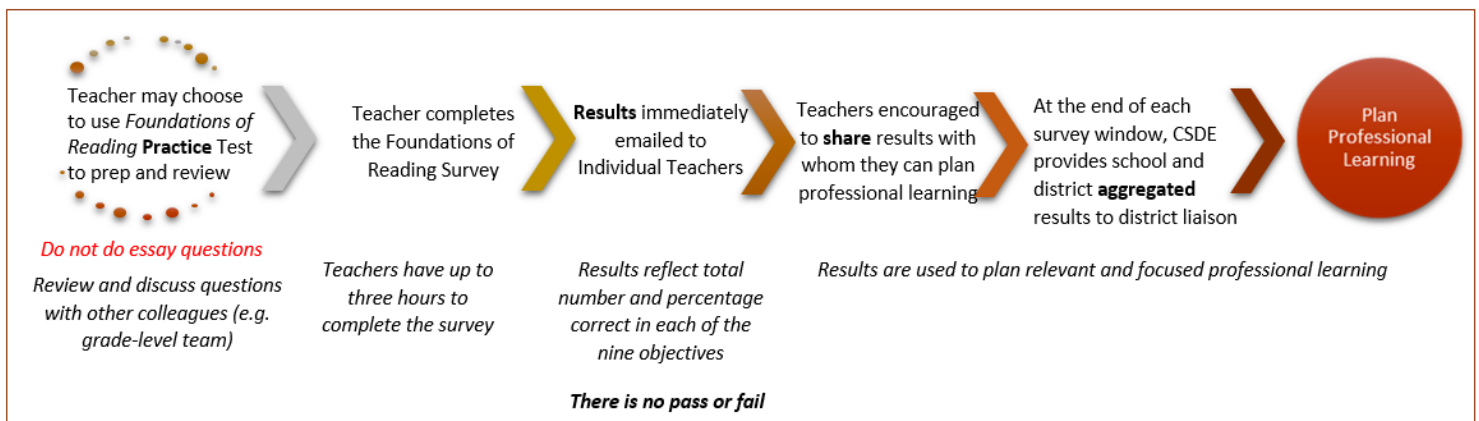 Teacher may choose
to use Foundations of
Reading Practice Test
to prep and review
Teacher completes
the Foundations of
Reading Survey
Results immediately
emailed to
Individual Teachers
Teachers encouraged
to share results with
whom they can plan
professional learning
At the end of each
survey window, CSDE
provides school and
district aggregated
results to district liaison
Plan
Professional
Learning
Do not do essay questions
Review and discuss questions
with other colleagues (e.g.
grade-level team)
Teachers have up to
three hours to
complete the survey
Results reflect total
number and percentage
correct in each of the
nine objectives
There is no pass or fail
Results are used to plan relevant and focused professional learning